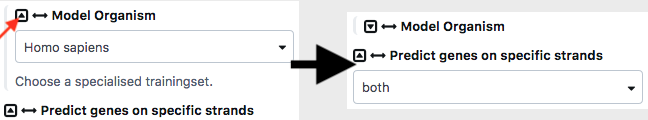 Model Organism
Homo sapiens
Choose a specialised trainingset.
Predict genes on specific strands
Model Organism
Predict genes on specific strands
both